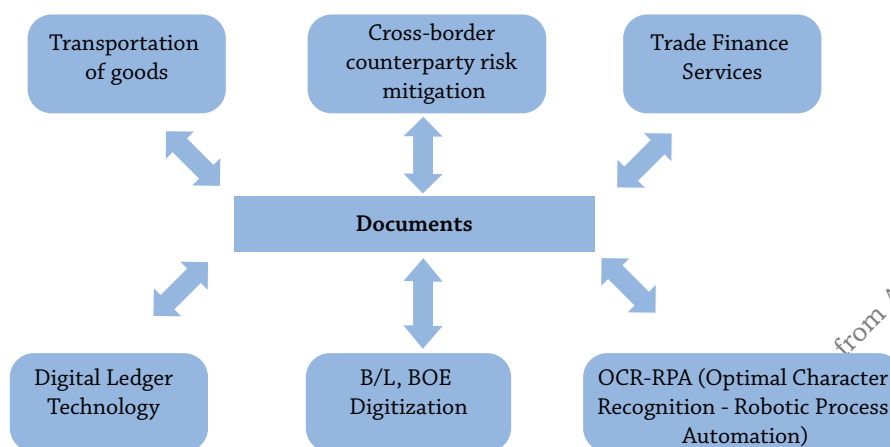 Transportation
of goods
Cross-border
counterparty risk
mitigation
Trade Finance
Services
Documents
from
Digital Ledger
Technology
B/L, BOE
Digitization
OCR-RPA (Optimal Character
Recognition - Robotic Process
Automation)